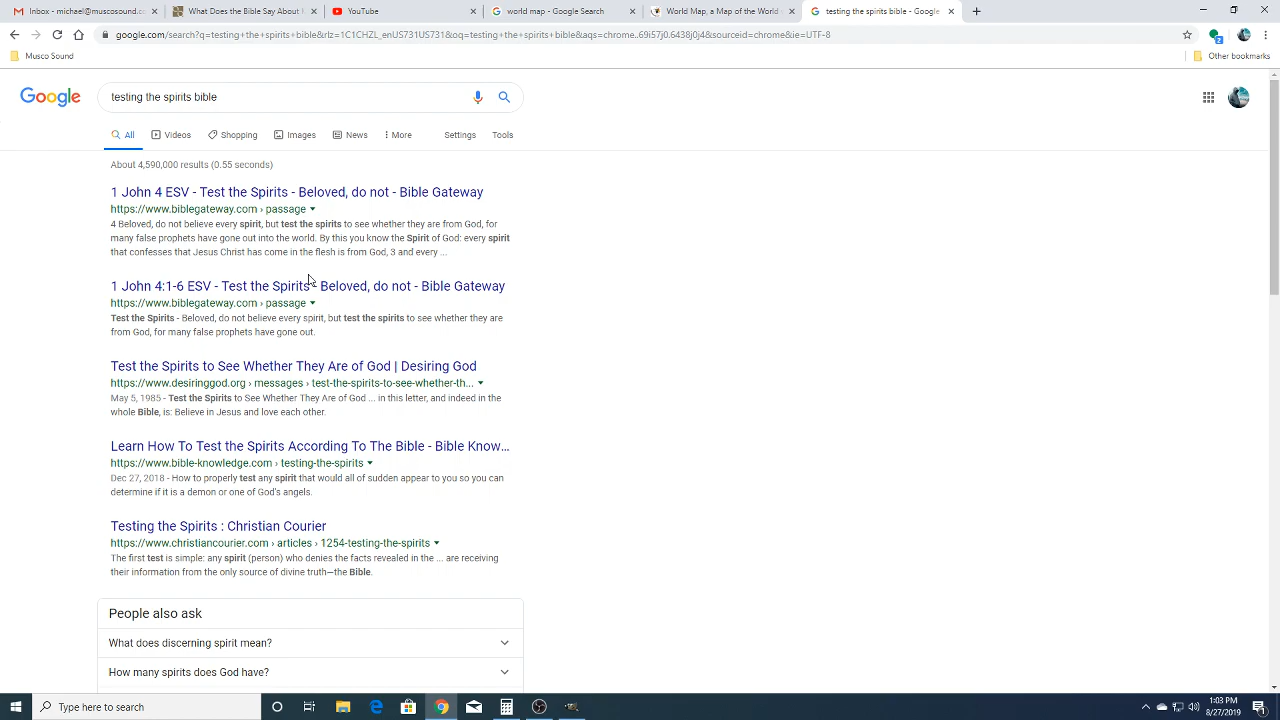 Inbox - michael@muscosound.co
What Does the Bible Say About
YouTube
world map - Google Search
World, a Map of the World
testing the spirits bible - Google
google.com/search?q=testing+the+spirits+bible&rlz=1C1CHZL_enUS731US731&oq=testing+the+spirits+bible&aqs=chrome..69i57j0.6438j0j4&sourceid=chrome&ie=UTF-8
2
Musco Sound
Other bookmarks
Google
testing the spirits bible
All
Videos
Shopping
Images
News
More
Settings
Tools
About 4,590,000 results (0.55 seconds)
1 John 4 ESV - Test the Spirits - Beloved, do not - Bible Gateway
https://www.biblegateway.com › passage
4 Beloved, do not believe every spirit, but test the spirits to see whether they are from God, for
many false prophets have gone out into the world. By this you know the Spirit of God: every spirit
that confesses that Jesus Christ has come in the flesh is from God, 3 and every ...
1 John 4:1-6 ESV - Test the Spirits - Beloved, do not - Bible Gateway
https://www.biblegateway.com › passage
Test the Spirits - Beloved, do not believe every spirit, but test the spirits to see whether they are
from God, for many false prophets have gone out.
Test the Spirits to See Whether They Are of God | Desiring God
https://www.desiringgod.org › messages › test-the-spirits-to-see-whether-th...
May 5, 1985 - Test the Spirits to See Whether They Are of God ... in this letter, and indeed in the
whole Bible, is: Believe in Jesus and love each other.
Learn How To Test the Spirits According To The Bible - Bible Know...
https://www.bible-knowledge.com › testing-the-spirits
Dec 27, 2018 - How to properly test any spirit that would all of sudden appear to you so you can
determine if it is a demon or one of God's angels.
Testing the Spirits : Christian Courier
https://www.christiancourier.com › articles › 1254-testing-the-spirits
The first test is simple: any spirit (person) who denies the facts revealed in the ... are receiving
their information from the only source of divine truth—the Bible.
People also ask
What does discerning spirit mean?
How many spirits does God have?
Type here to search
1:03 PM
8/27/2019